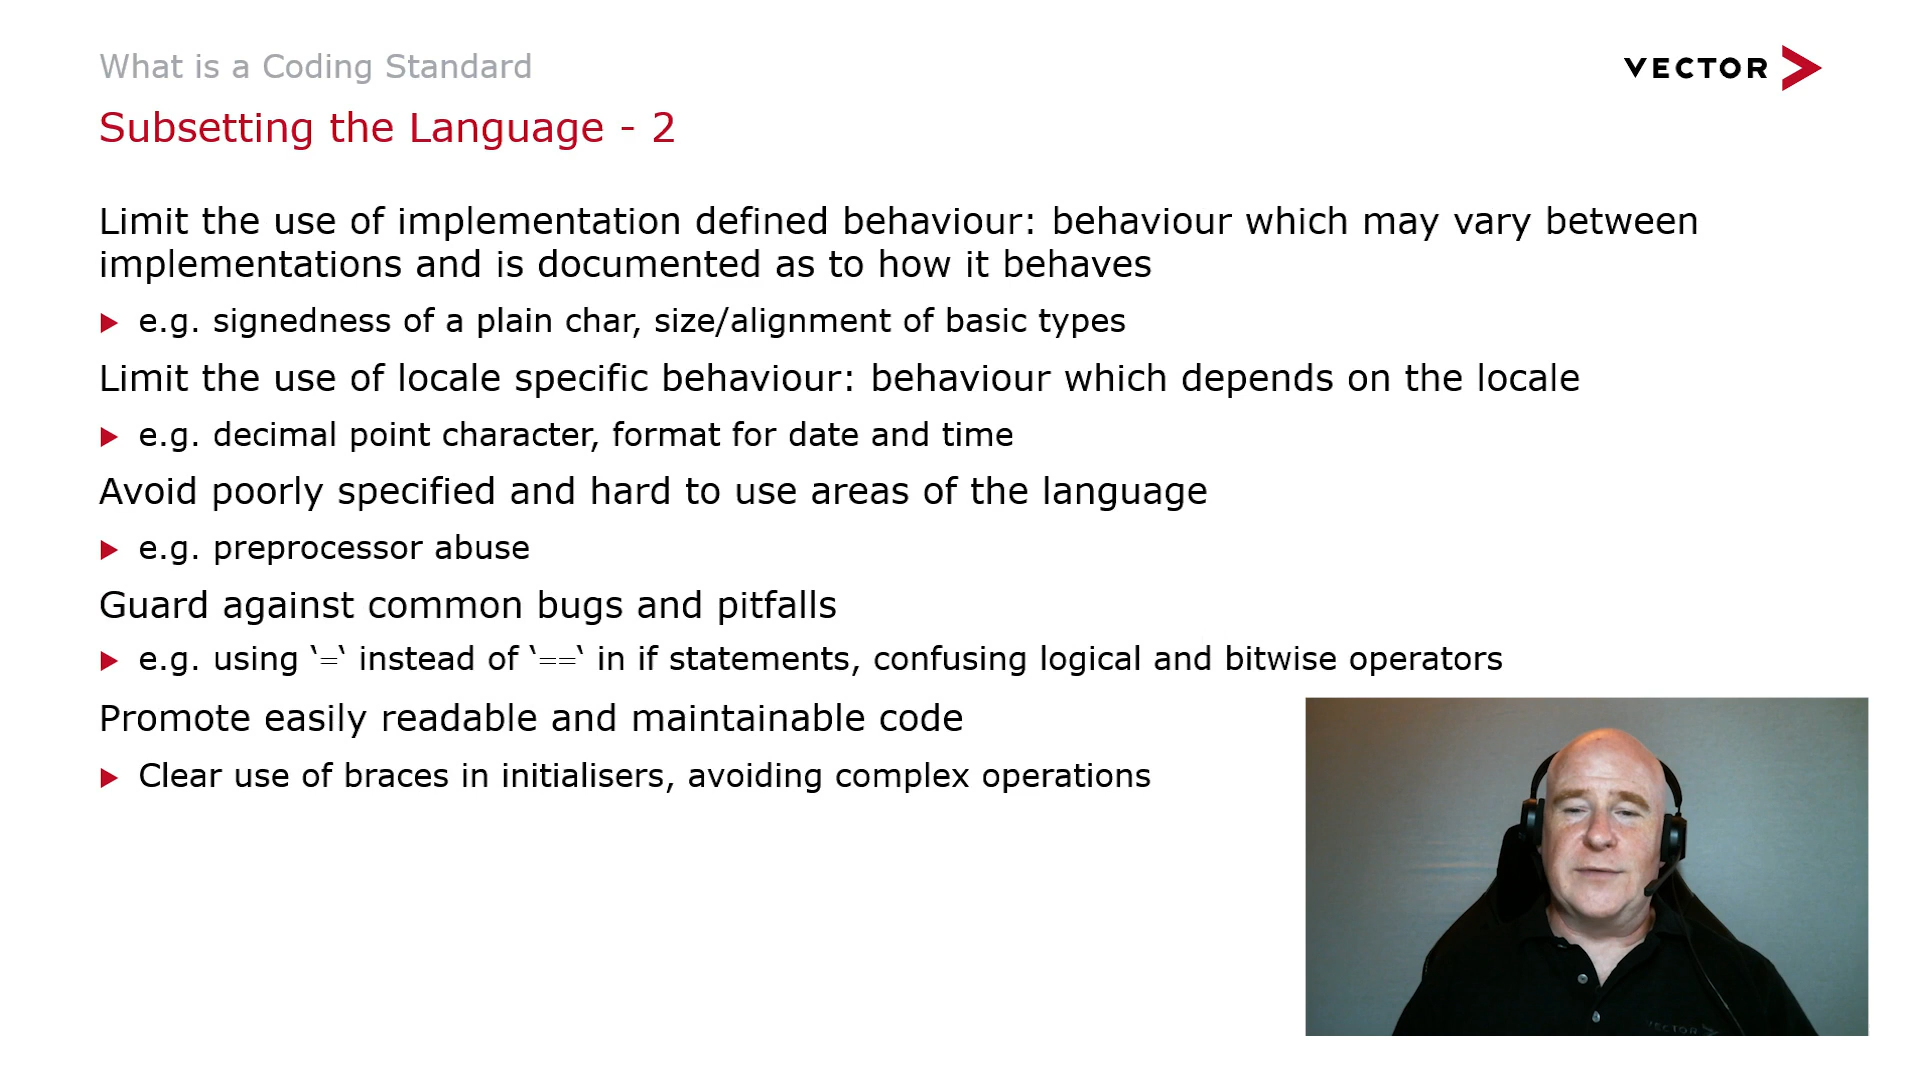 What is a Coding Standard
VECTOR
Subsetting the Language - 2
Limit the use of implementation defined behaviour: behaviour which may vary between
implementations and is documented as to how it behaves
e.g. signedness of a plain char, size/alignment of basic types
Limit the use of locale specific behaviour: behaviour which depends on the locale
e.g. decimal point character, format for date and time
Avoid poorly specified and hard to use areas of the language
e.g. preprocessor abuse
Guard against common bugs and pitfalls
e.g. using ‘=‘ instead of ‘==‘ in if statements, confusing logical and bitwise operators
Promote easily readable and maintainable code
Clear use of braces in initialisers, avoiding complex operations
VECTOR